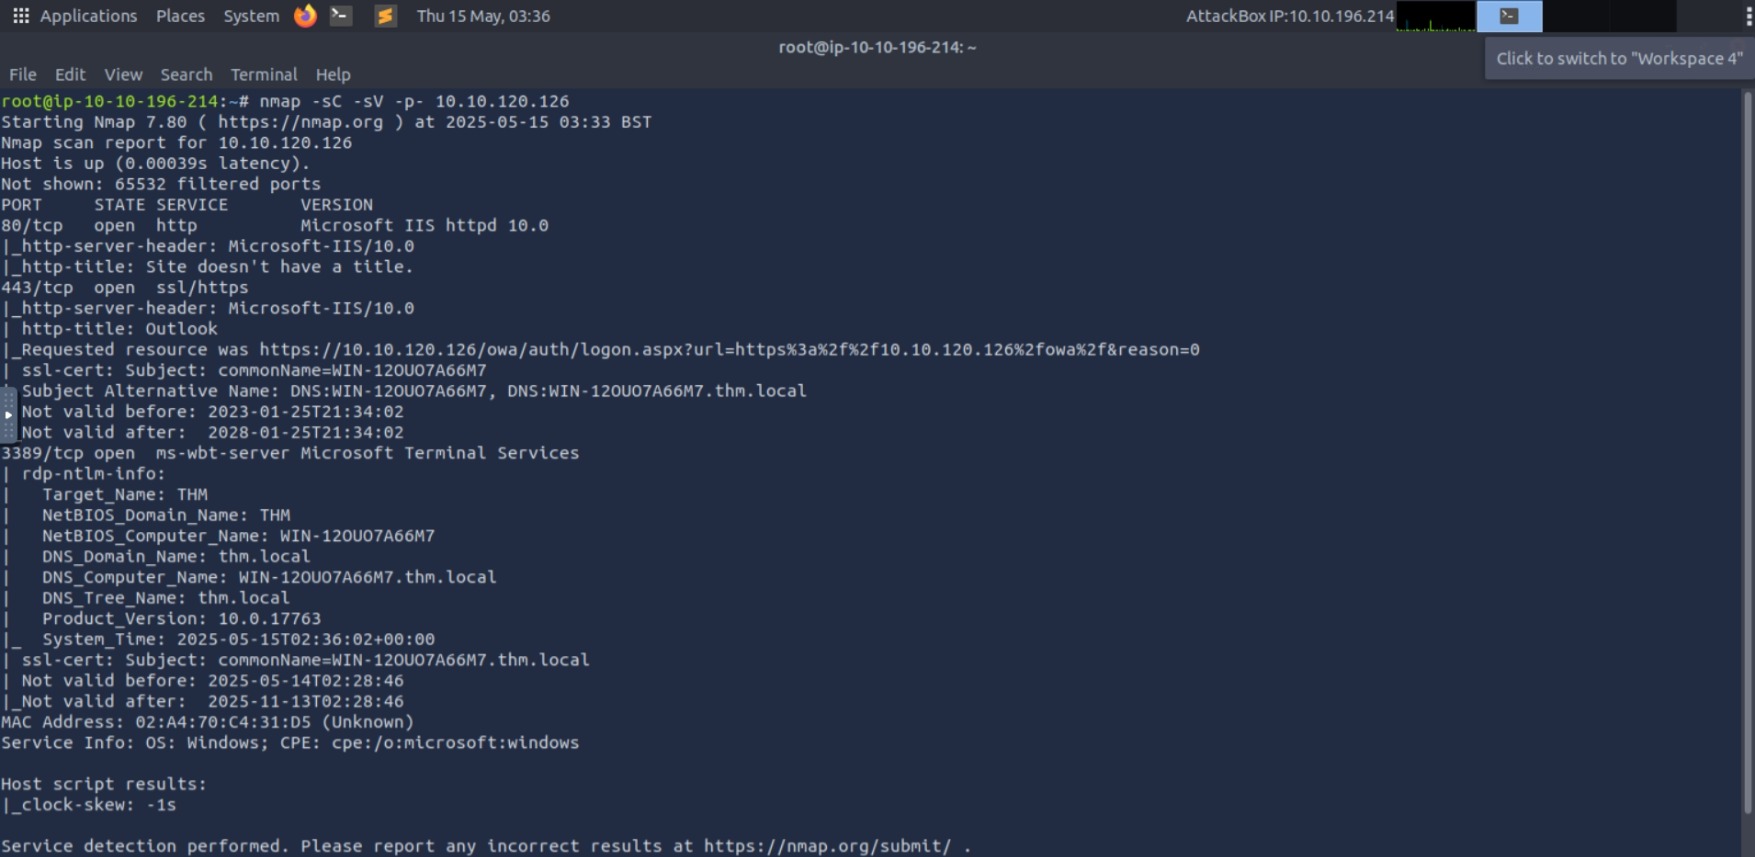 Applications Places System Thu 15 May, 03:36 AttackBox IP:10.10.196.214
root@ip-10-10-196-214: ~
Click to switch to "Workspace 4"
File Edit View Search Terminal Help
root@ip-10-10-196-214:~# nmap -sC -sV -p- 10.10.120.126
Starting Nmap 7.80 ( https://nmap.org ) at 2025-05-15 03:33 BST
Nmap scan report for 10.10.120.126
Host is up (0.00039s latency).
Not shown: 65532 filtered ports
PORT     STATE SERVICE       VERSION
80/tcp   open  http          Microsoft IIS httpd 10.0
|_http-server-header: Microsoft-IIS/10.0
|_http-title: Site doesn't have a title.
443/tcp  open  ssl/https
|_http-server-header: Microsoft-IIS/10.0
| http-title: Outlook
|_Requested resource was https://10.10.120.126/owa/auth/logon.aspx?url=https%3a%2f%2f10.10.120.126%2fowa%2f&reason=0
| ssl-cert: Subject: commonName=WIN-12OUO7A66M7
Subject Alternative Name: DNS:WIN-12OUO7A66M7, DNS:WIN-12OUO7A66M7.thm.local
Not valid before: 2023-01-25T21:34:02
_Not valid after:  2028-01-25T21:34:02
3389/tcp open  ms-wbt-server Microsoft Terminal Services
| rdp-ntlm-info:
|   Target_Name: THM
|   NetBIOS_Domain_Name: THM
|   NetBIOS_Computer_Name: WIN-12OUO7A66M7
|   DNS_Domain_Name: thm.local
|   DNS_Computer_Name: WIN-12OUO7A66M7.thm.local
|   DNS_Tree_Name: thm.local
|   Product_Version: 10.0.17763
|_  System_Time: 2025-05-15T02:36:02+00:00
| ssl-cert: Subject: commonName=WIN-12OUO7A66M7.thm.local
| Not valid before: 2025-05-14T02:28:46
|_Not valid after:  2025-11-13T02:28:46
MAC Address: 02:A4:70:C4:31:D5 (Unknown)
Service Info: OS: Windows; CPE: cpe:/o:microsoft:windows

Host script results:
|_clock-skew: -1s

Service detection performed. Please report any incorrect results at https://nmap.org/submit/ .